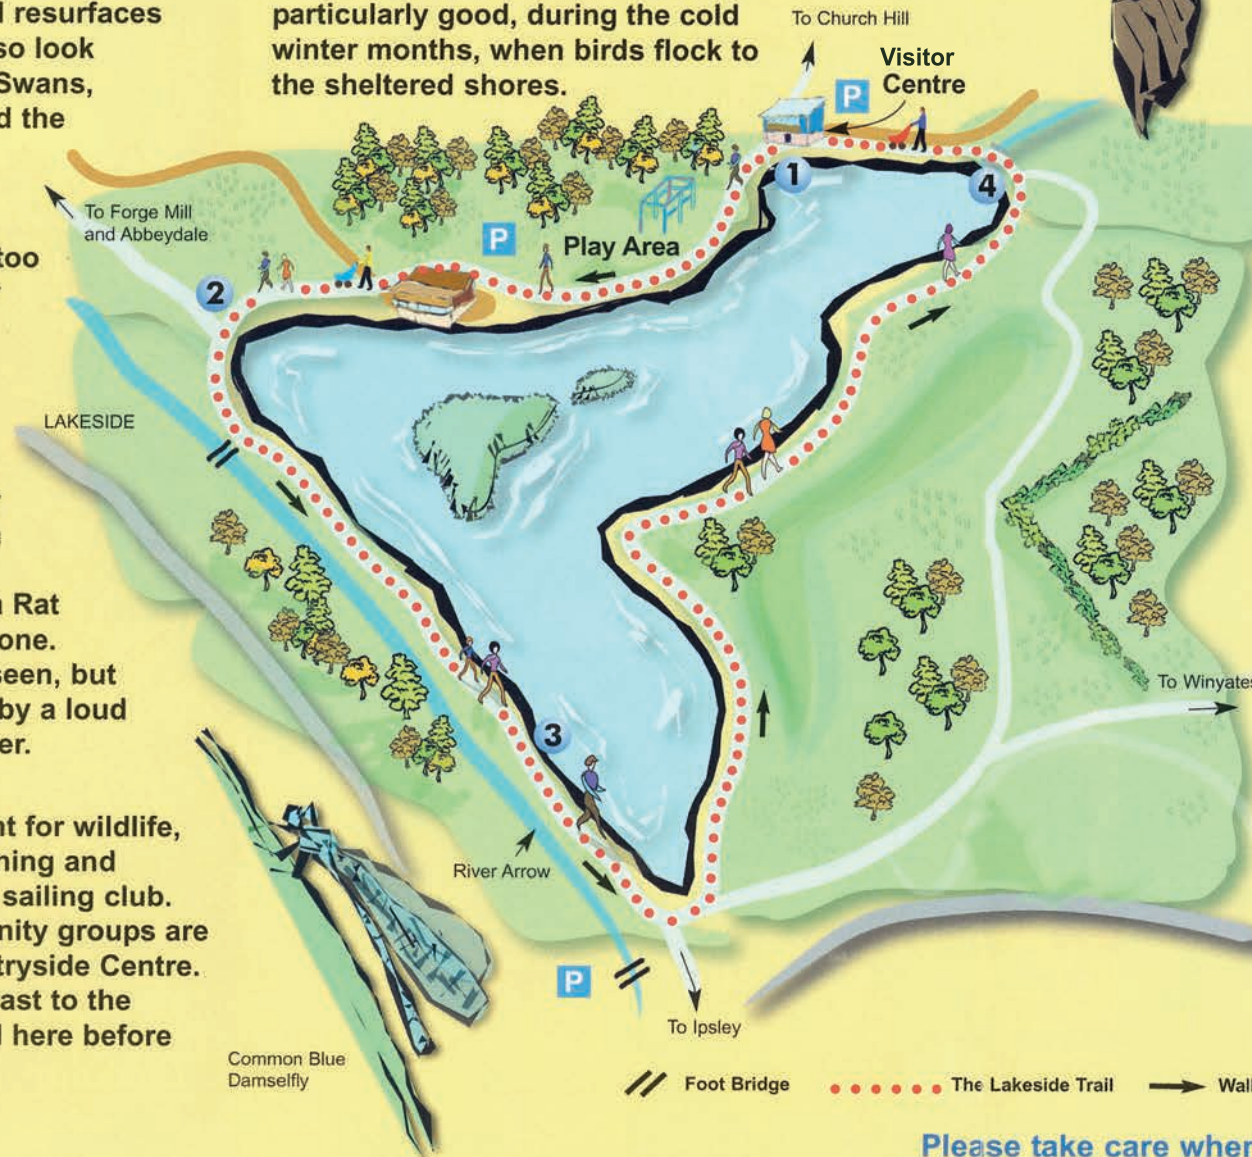 resurfaces
so look
Swans,
d the
too
Rat
one.
seen, but
by a loud
er.
nt for wildlife,
ning and
sailing club.
nity groups are
tryside Centre.
ast to the
here before
particularly good, during the cold
winter months, when birds flock to
the sheltered shores.
To Church Hill
Visitor
Centre
P
1
4
To Forge Mill
and Abbeydale
P
Play Area
2
LAKESIDE
3
To Winyates
River Arrow
P
To Ipsley
Common Blue
Damselfly
Foot Bridge
The Lakeside Trail
Wal
Please take care when